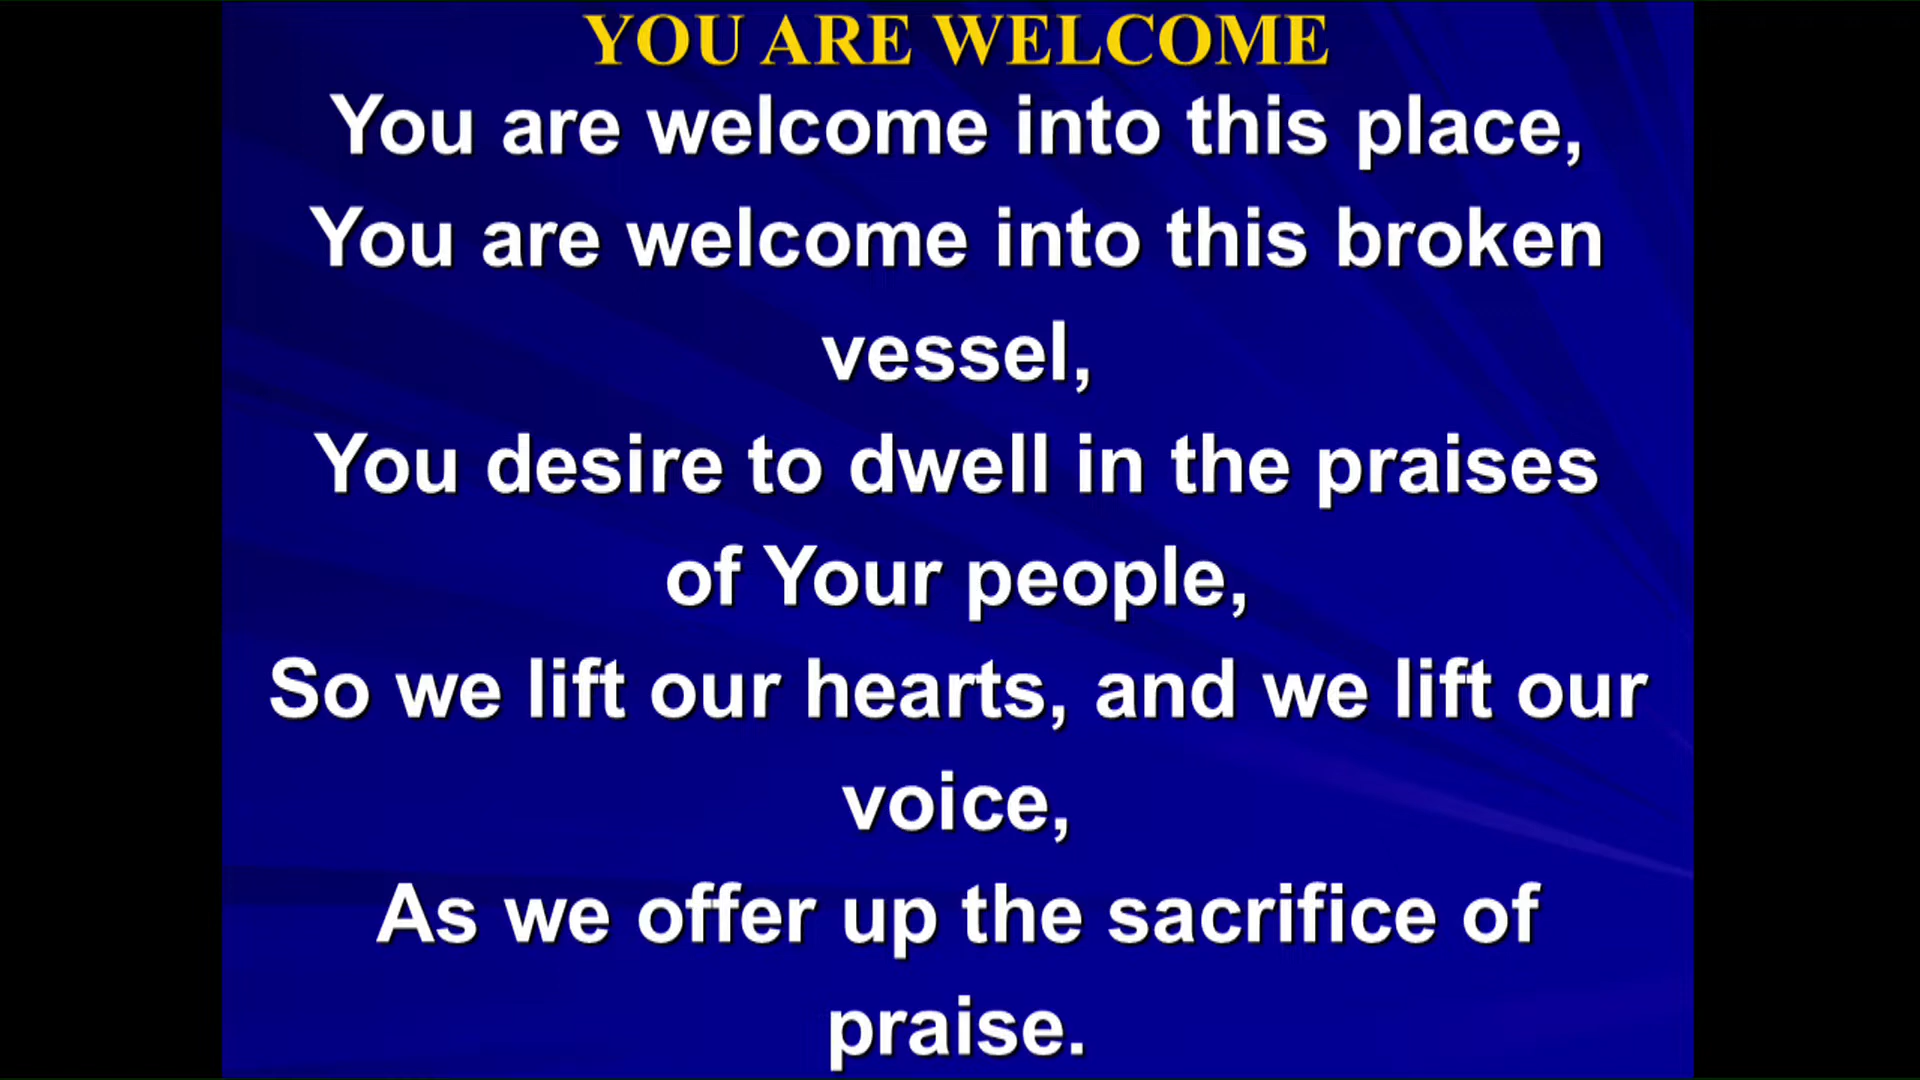 YOU ARE WELCOME
You are welcome into this place,
You are welcome into this broken
vessel,
You desire to dwell in the praises
of Your people,
So we lift our hearts, and we lift our
voice,
As we offer up the sacrifice of
praise.